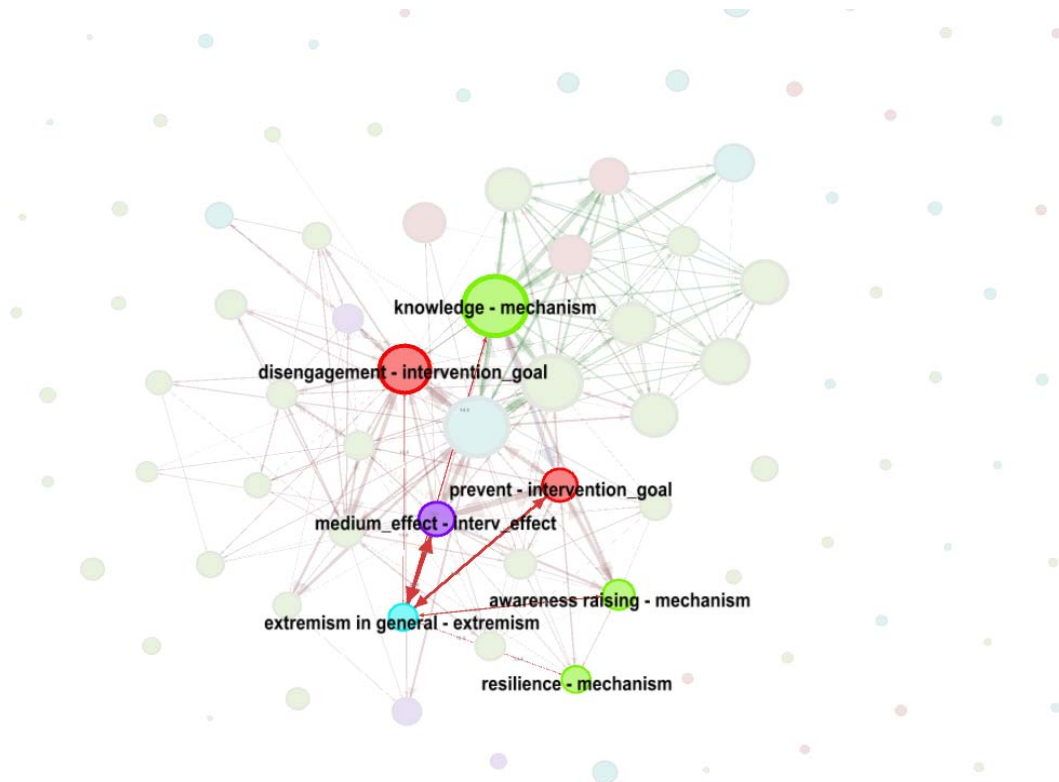 knowledge - mechanism
disengagement - intervention_goal
prevent - intervention_goal
medium_effect - interv_effect
awareness raising - mechanism
extremism in general - extremism
resilience - mechanism